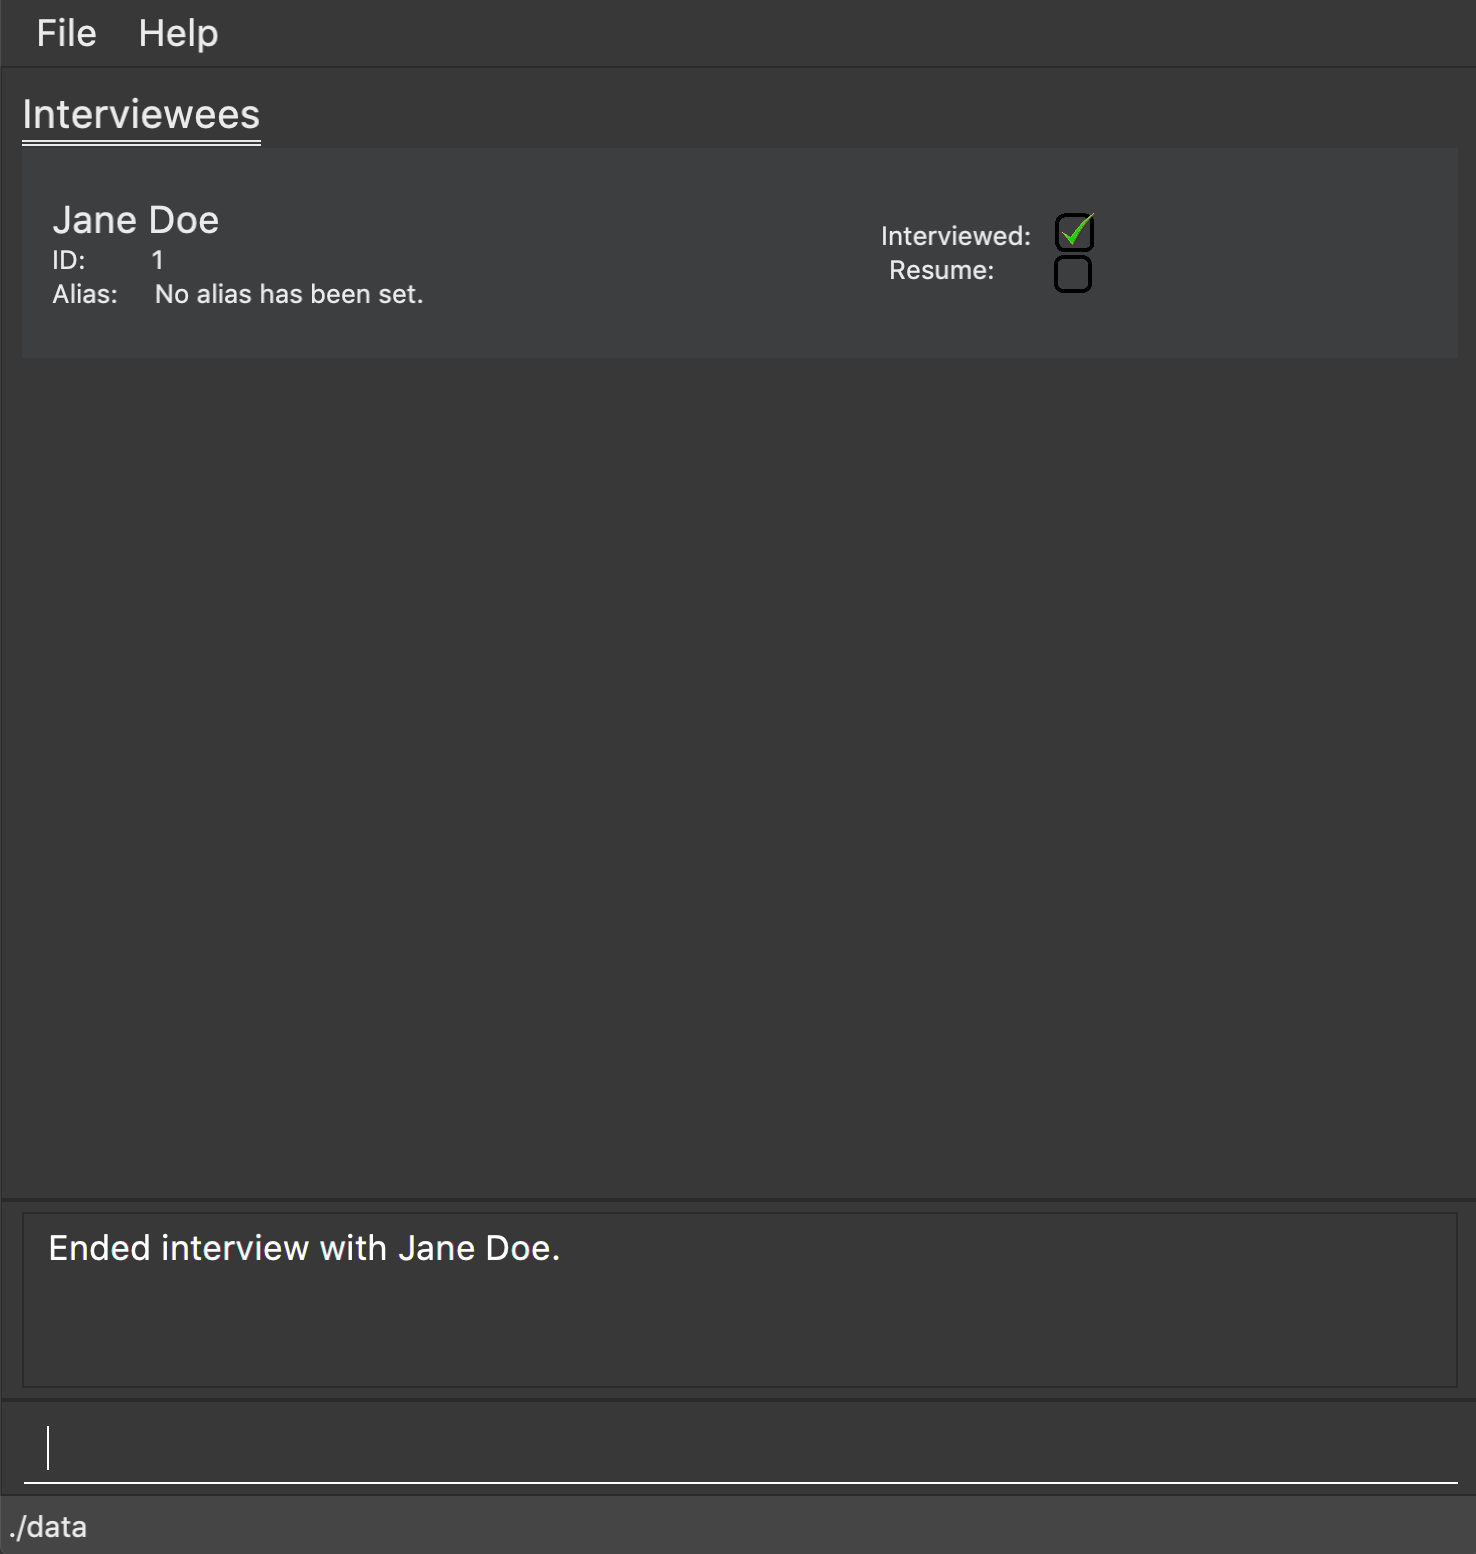 File Help
Interviewees
Jane Doe
ID: 1
Alias: No alias has been set.
Interviewed:
Resume:
Ended interview with Jane Doe.
./data